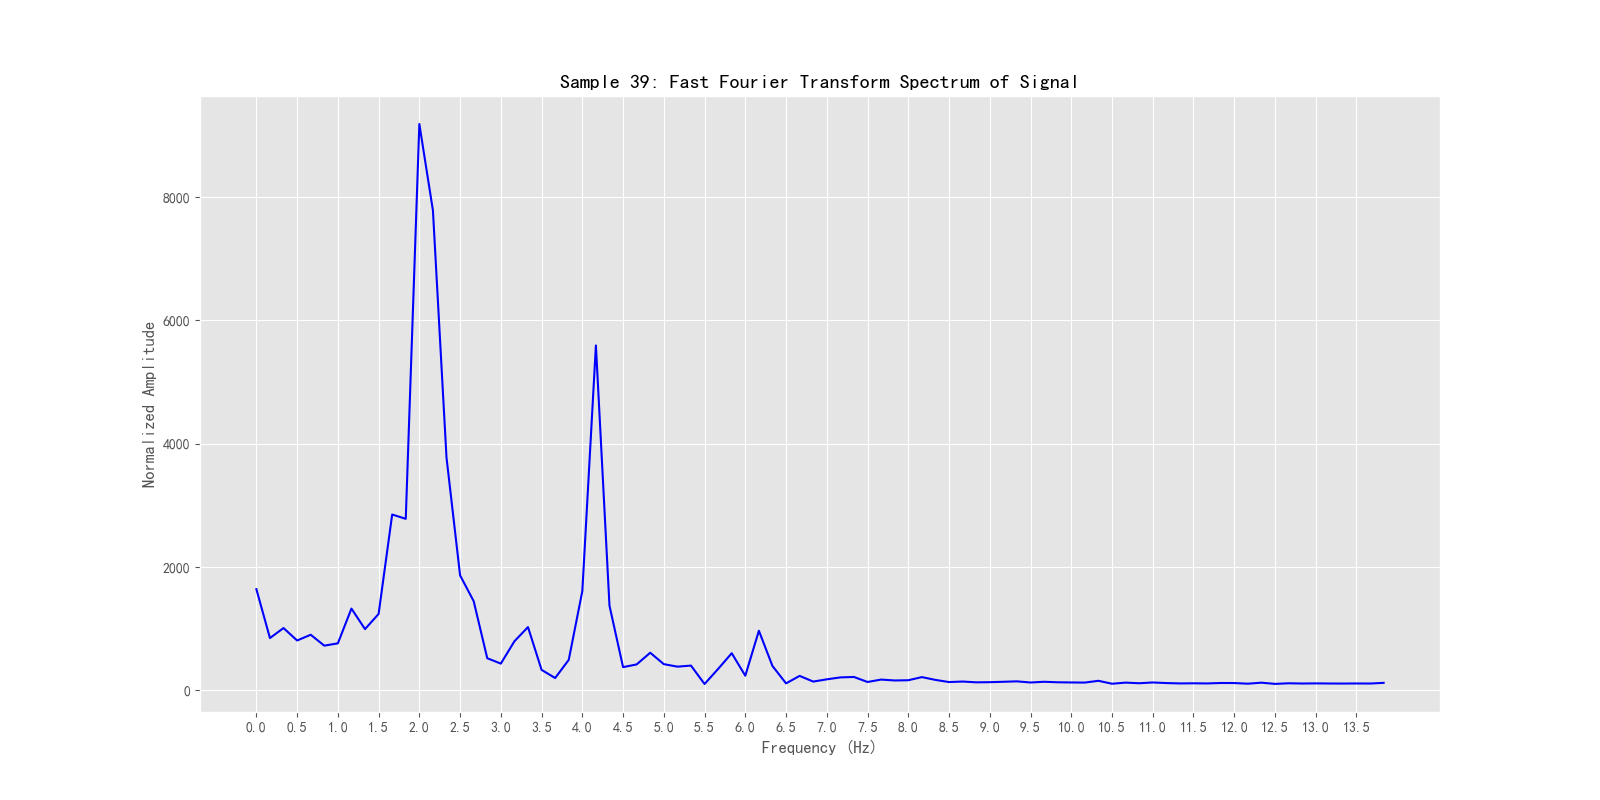 Sample 39: Fast Fourier Transform Spectrum of Signal
Normalized Amplitude
8000
6000
4000
2000
0
0.0 0.5 1.0 1.5 2.0 2.5 3.0 3.5 4.0 4.5 5.0 5.5 6.0 6.5 7.0 7.5 8.0 8.5 9.0 9.5 10.0 10.5 11.0 11.5 12.0 12.5 13.0 13.5
Frequency (Hz)